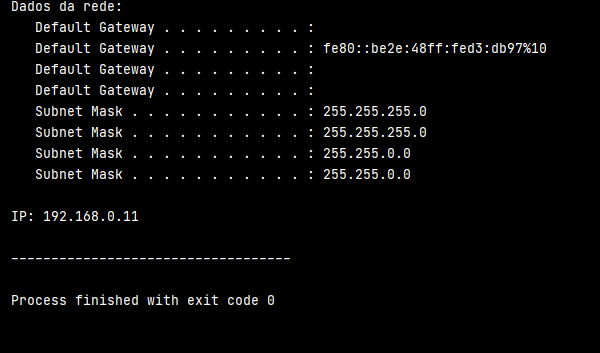 Dados da rede:
Default Gateway . . . . . . . . . :
Default Gateway . . . . . . . . . : fe80::be2e:48ff:fed3:db97%10
Default Gateway . . . . . . . . . :
Default Gateway . . . . . . . . . :
Subnet Mask . . . . . . . . . . . : 255.255.255.0
Subnet Mask . . . . . . . . . . . : 255.255.255.0
Subnet Mask . . . . . . . . . . . : 255.255.0.0
Subnet Mask . . . . . . . . . . . : 255.255.0.0
IP: 192.168.0.11
-----------------------------------
Process finished with exit code 0